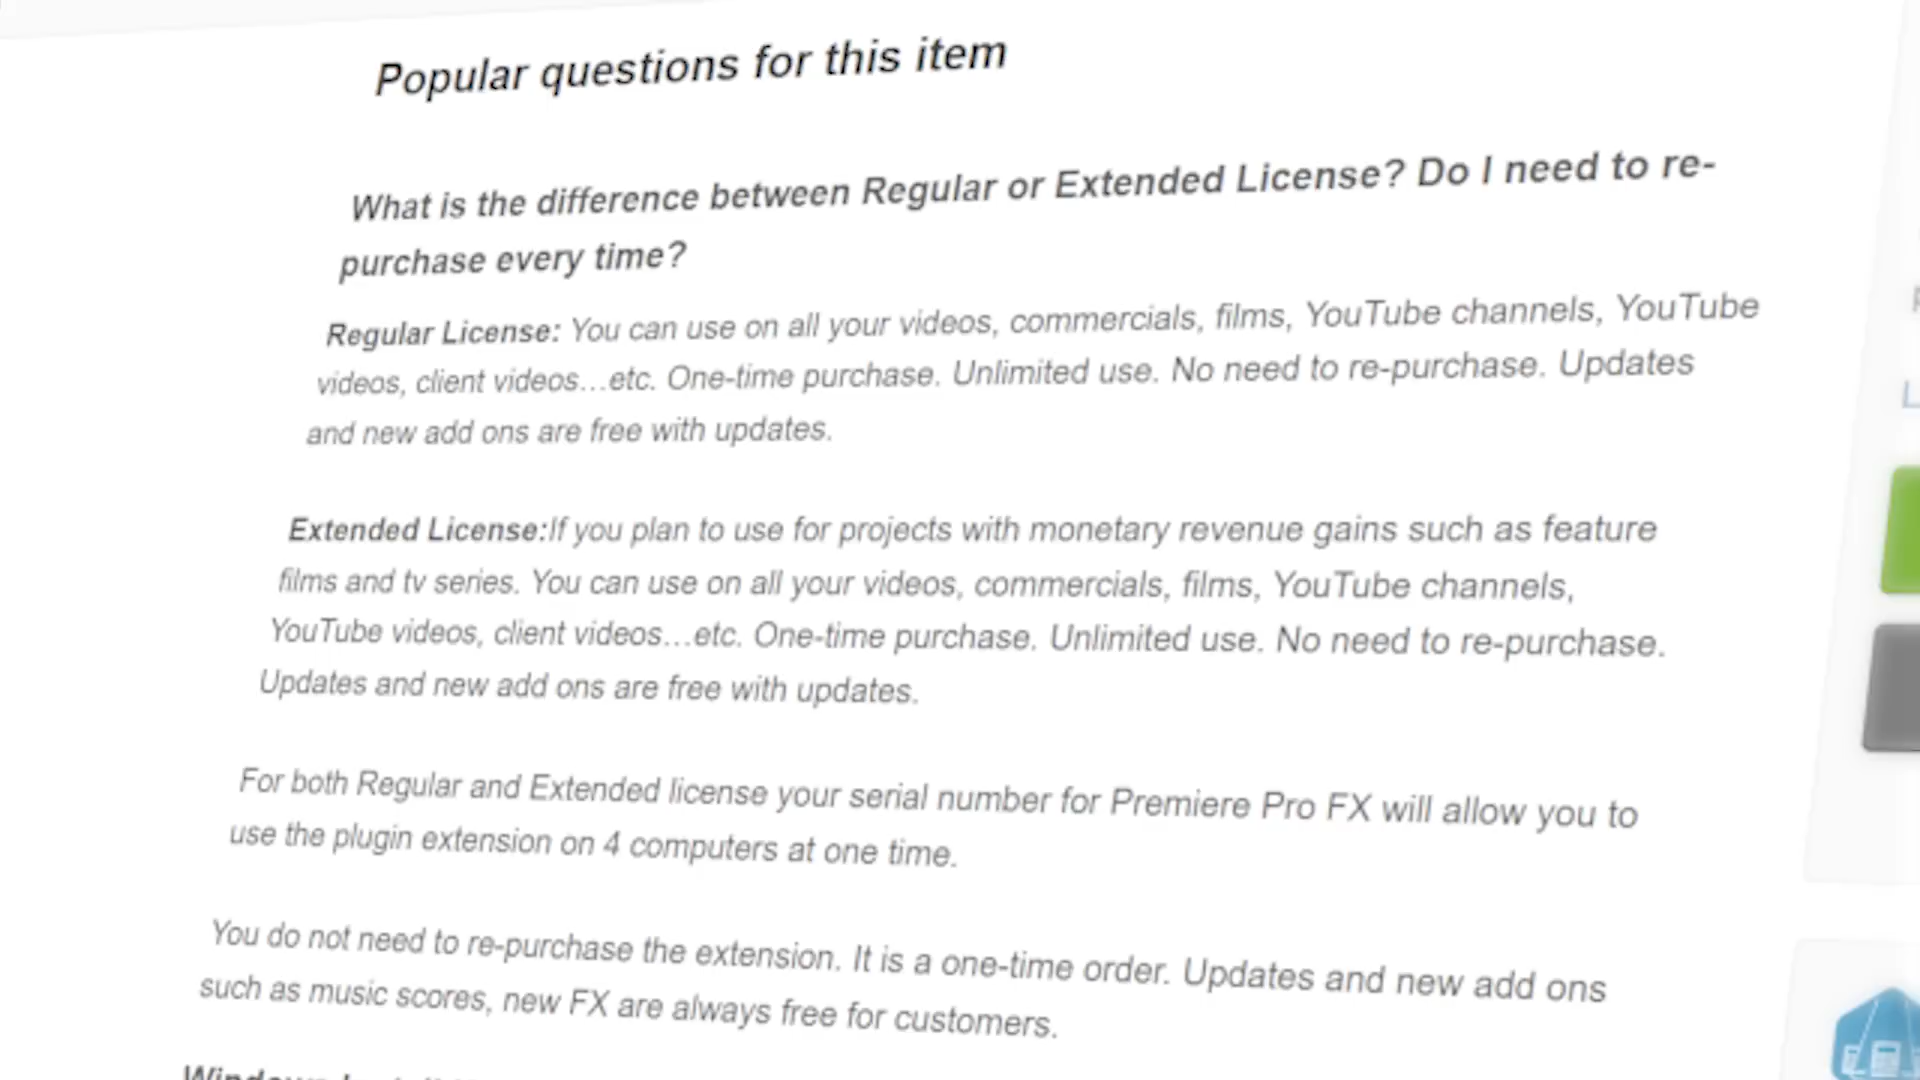 Popular questions for this item
What is the difference between Regular or Extended License? Do I need to re-
purchase every time?
Regular License: You can use on all your videos, commercials, films, YouTube channels, YouTube
videos, client videos...etc. One-time purchase. Unlimited use. No need to re-purchase. Updates
and new add ons are free with updates.
Extended License:If you plan to use for projects with monetary revenue gains such as feature
films and tv series. You can use on all your videos, commercials, films, YouTube channels,
YouTube videos, client videos...etc. One-time purchase. Unlimited use. No need to re-purchase.
Updates and new add ons are free with updates.
For both Regular and Extended license your serial number for Premiere Pro FX will allow you to
use the plugin extension on 4 computers at one time.
You do not need to re-purchase the extension. It is a one-time order. Updates and new add ons
such as music scores, new FX are always free for customers.